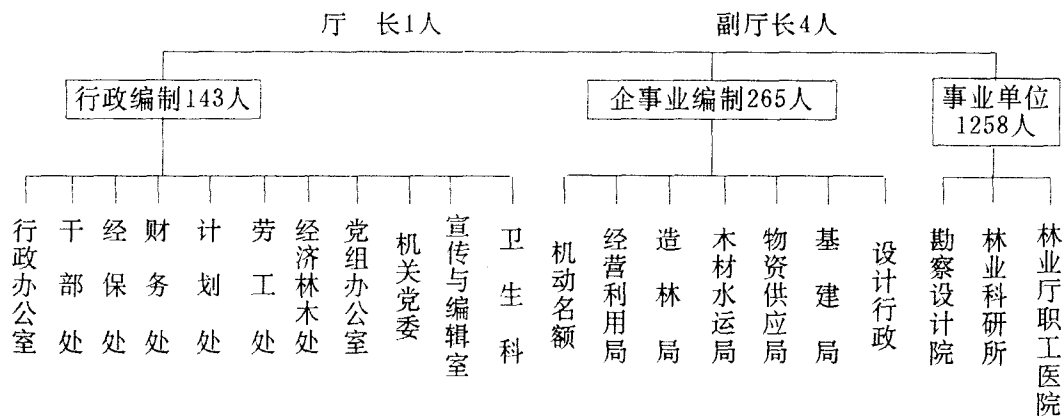 厅 长1人
副厅长4人
行政编制143人
企事业编制265人
事业单位
1258人
行政办公室
干部处
经保处
财务处
计划处
劳工处
经济林木处
党组办公室
机关党委
宣传与编辑室
卫生科
机动名额
经营利用局
造林局
木材水运局
物资供应局
基建局
设计行政
勘察设计院
林业科研所
林业厅职工医院